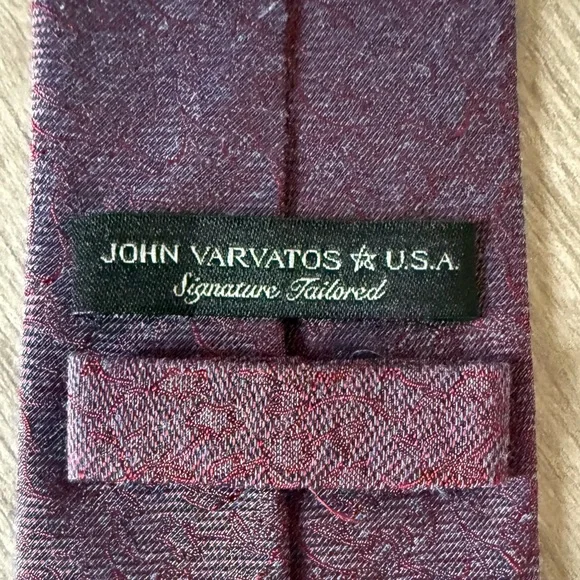 JOHN VARVATOS ☆ U.S.A.
Signature Tailored